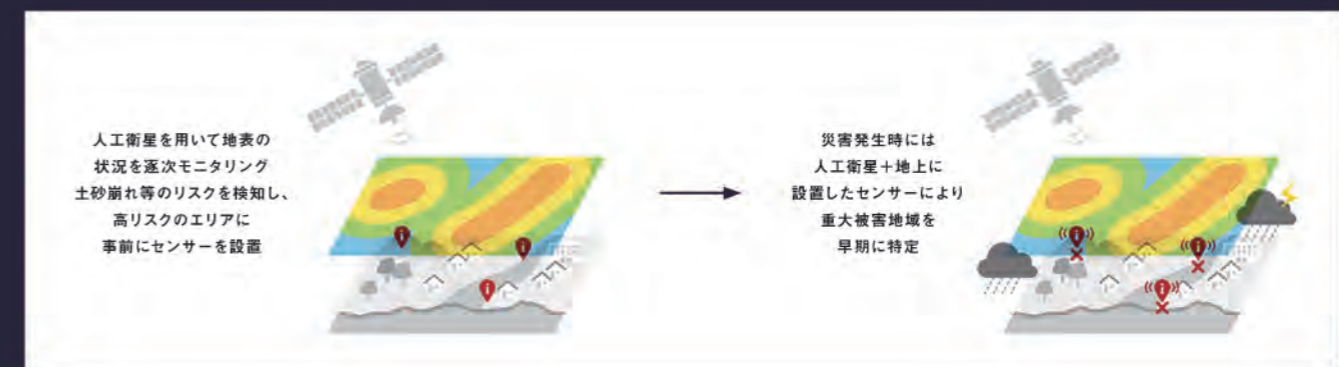 人工衛星を用いて地表の
状況を逐次モニタリング
土砂崩れ等のリスクを検知し、
高リスクのエリアに
事前にセンサーを設置
災害発生時には
人工衛星＋地上に
設置したセンサーにより
重大被害地域を
早期に特定